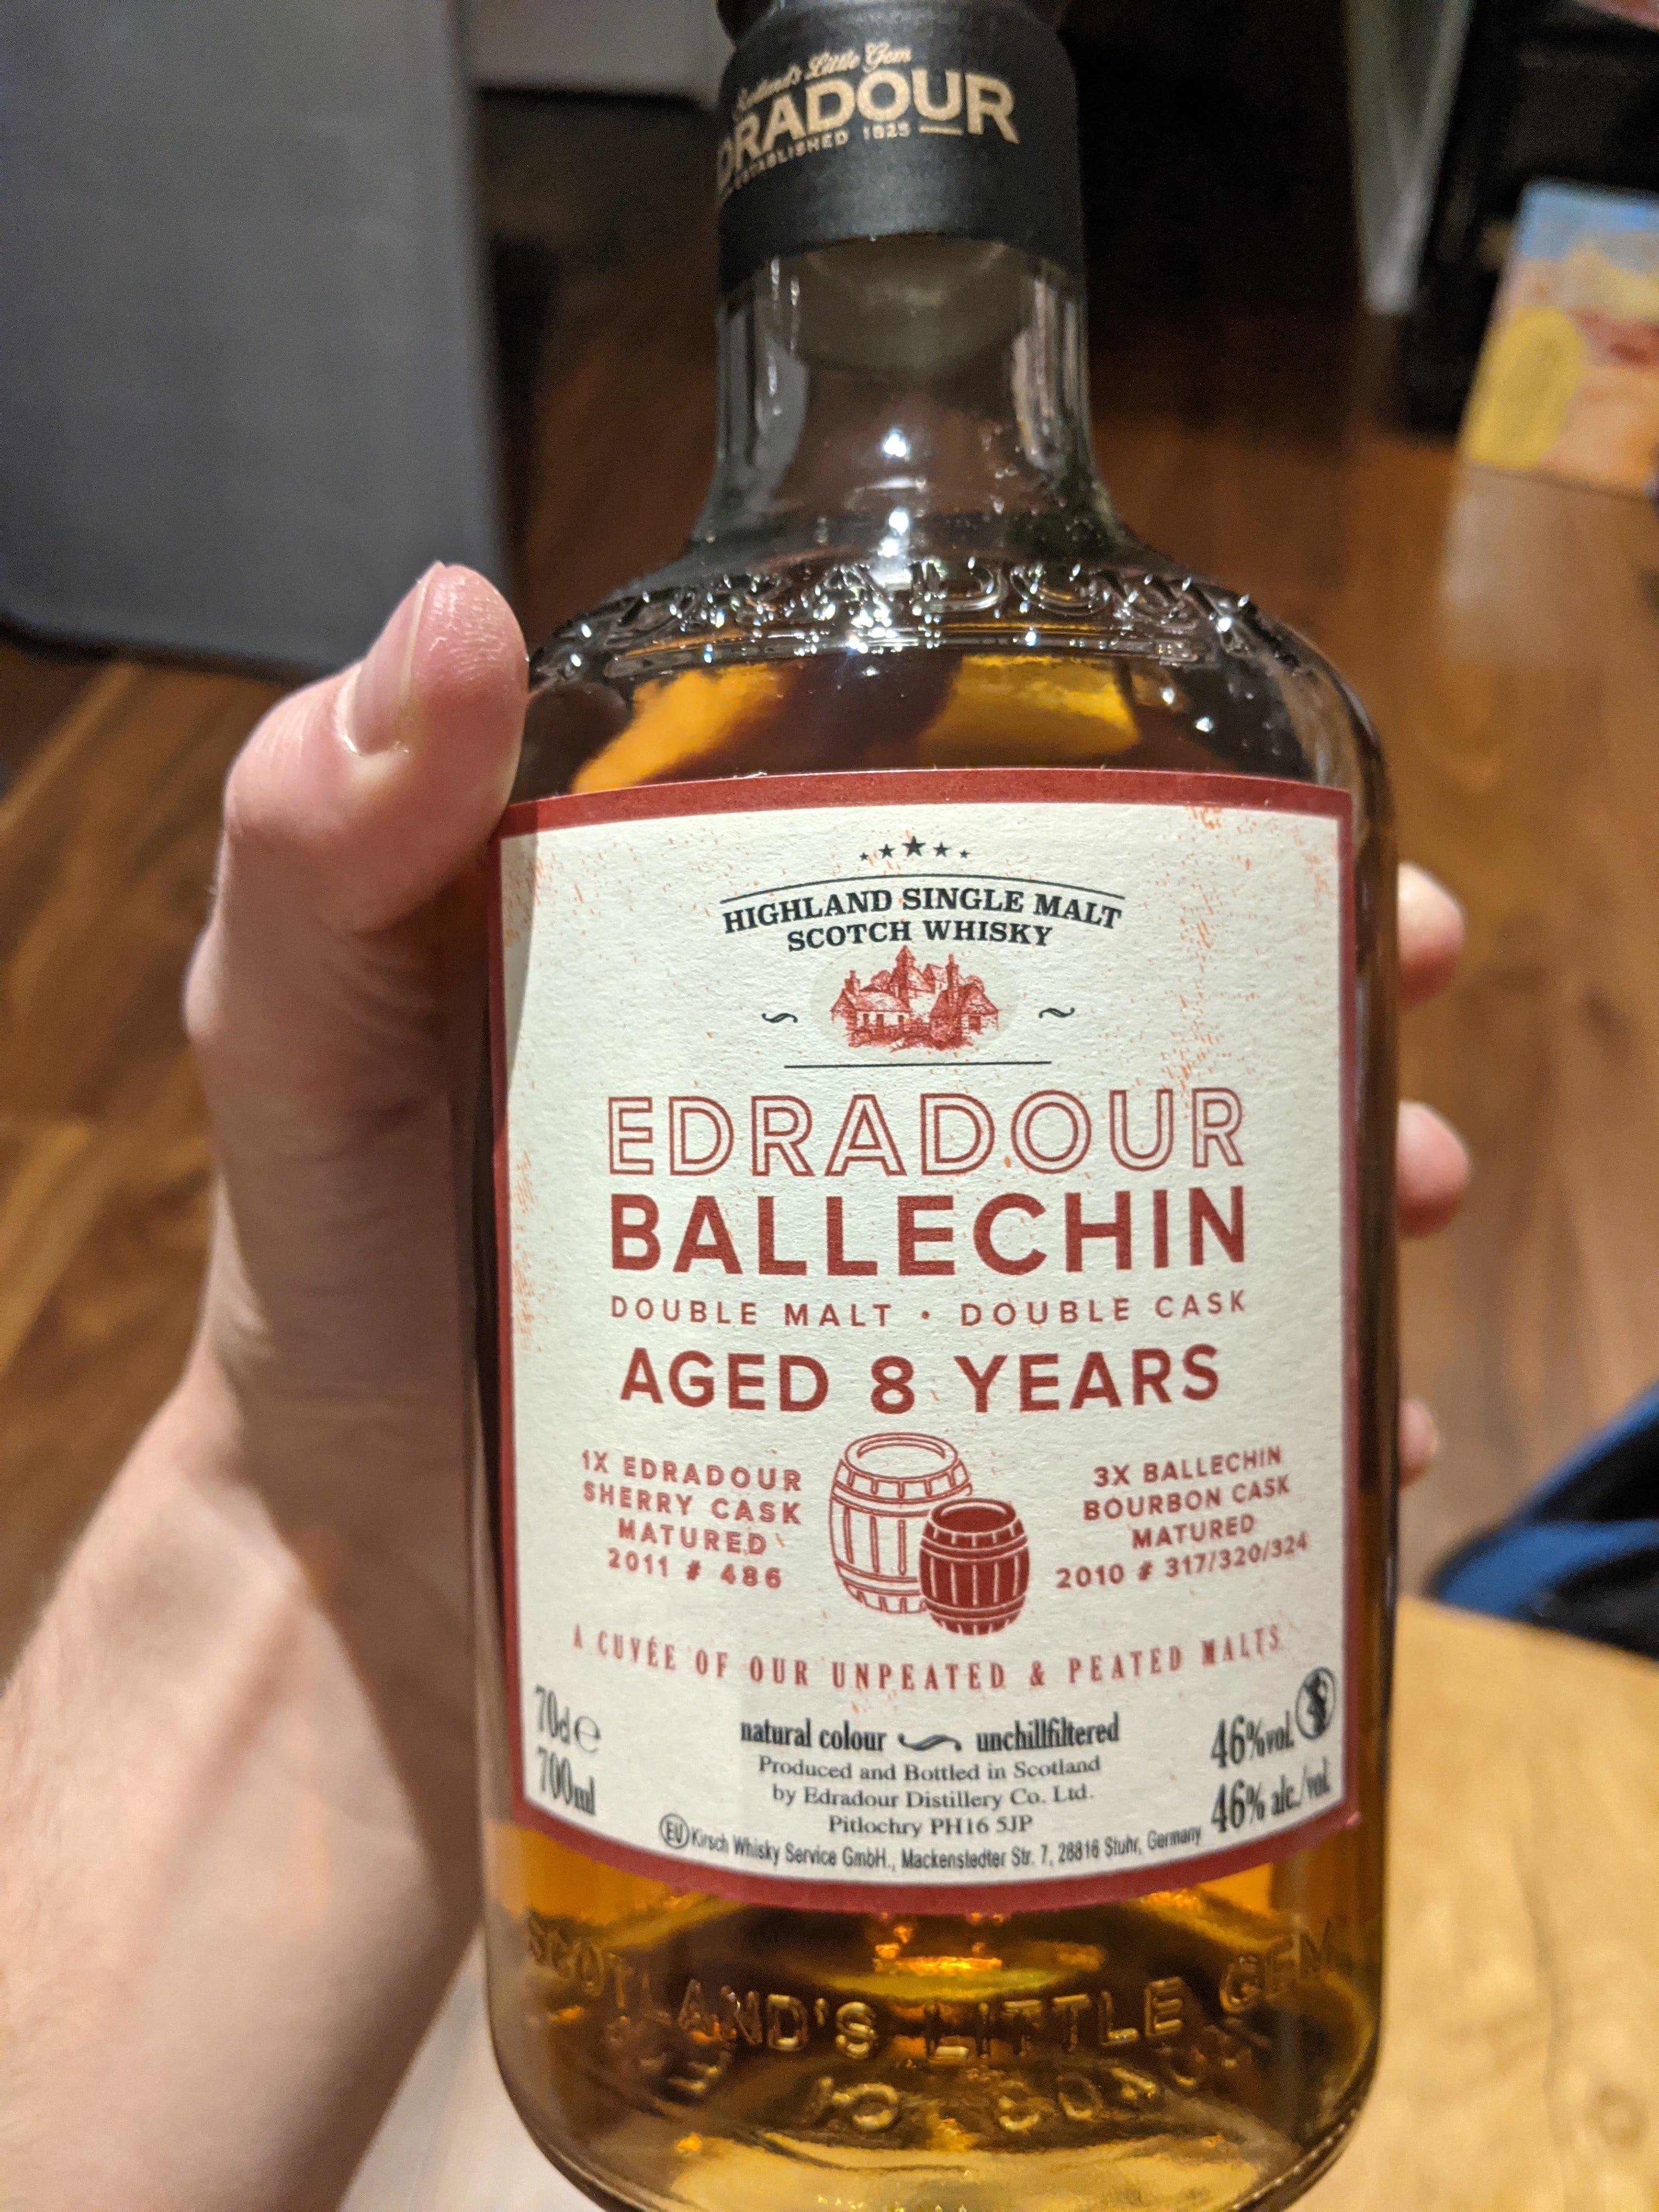 Scotland's Little Gem
EDRADOUR
ESTABLISHED 1825
EDRADOUR
HIGHLAND SINGLE MALT
SCOTCH WHISKY
EDRADOUR
BALLECHIN
DOUBLE MALT • DOUBLE CASK
AGED 8 YEARS
1X EDRADOUR
SHERRY CASK
MATURED
2011 # 486
3X BALLECHIN
BOURBON CASK
MATURED
2010 # 317/320/324
A CUVÉE OF OUR UNPEATED & PEATED MALTS
70cl ℮
700ml
natural colour unchillfiltered
Produced and Bottled in Scotland
by Edradour Distillery Co. Ltd.
Pitlochry PH16 5JP
46%vol.
46% alc./vol.
EU Kirsch Whisky Service GmbH., Mackenstedter Str. 7, 28816 Stuhr, Germany
SCOTLAND'S LITTLE GEM